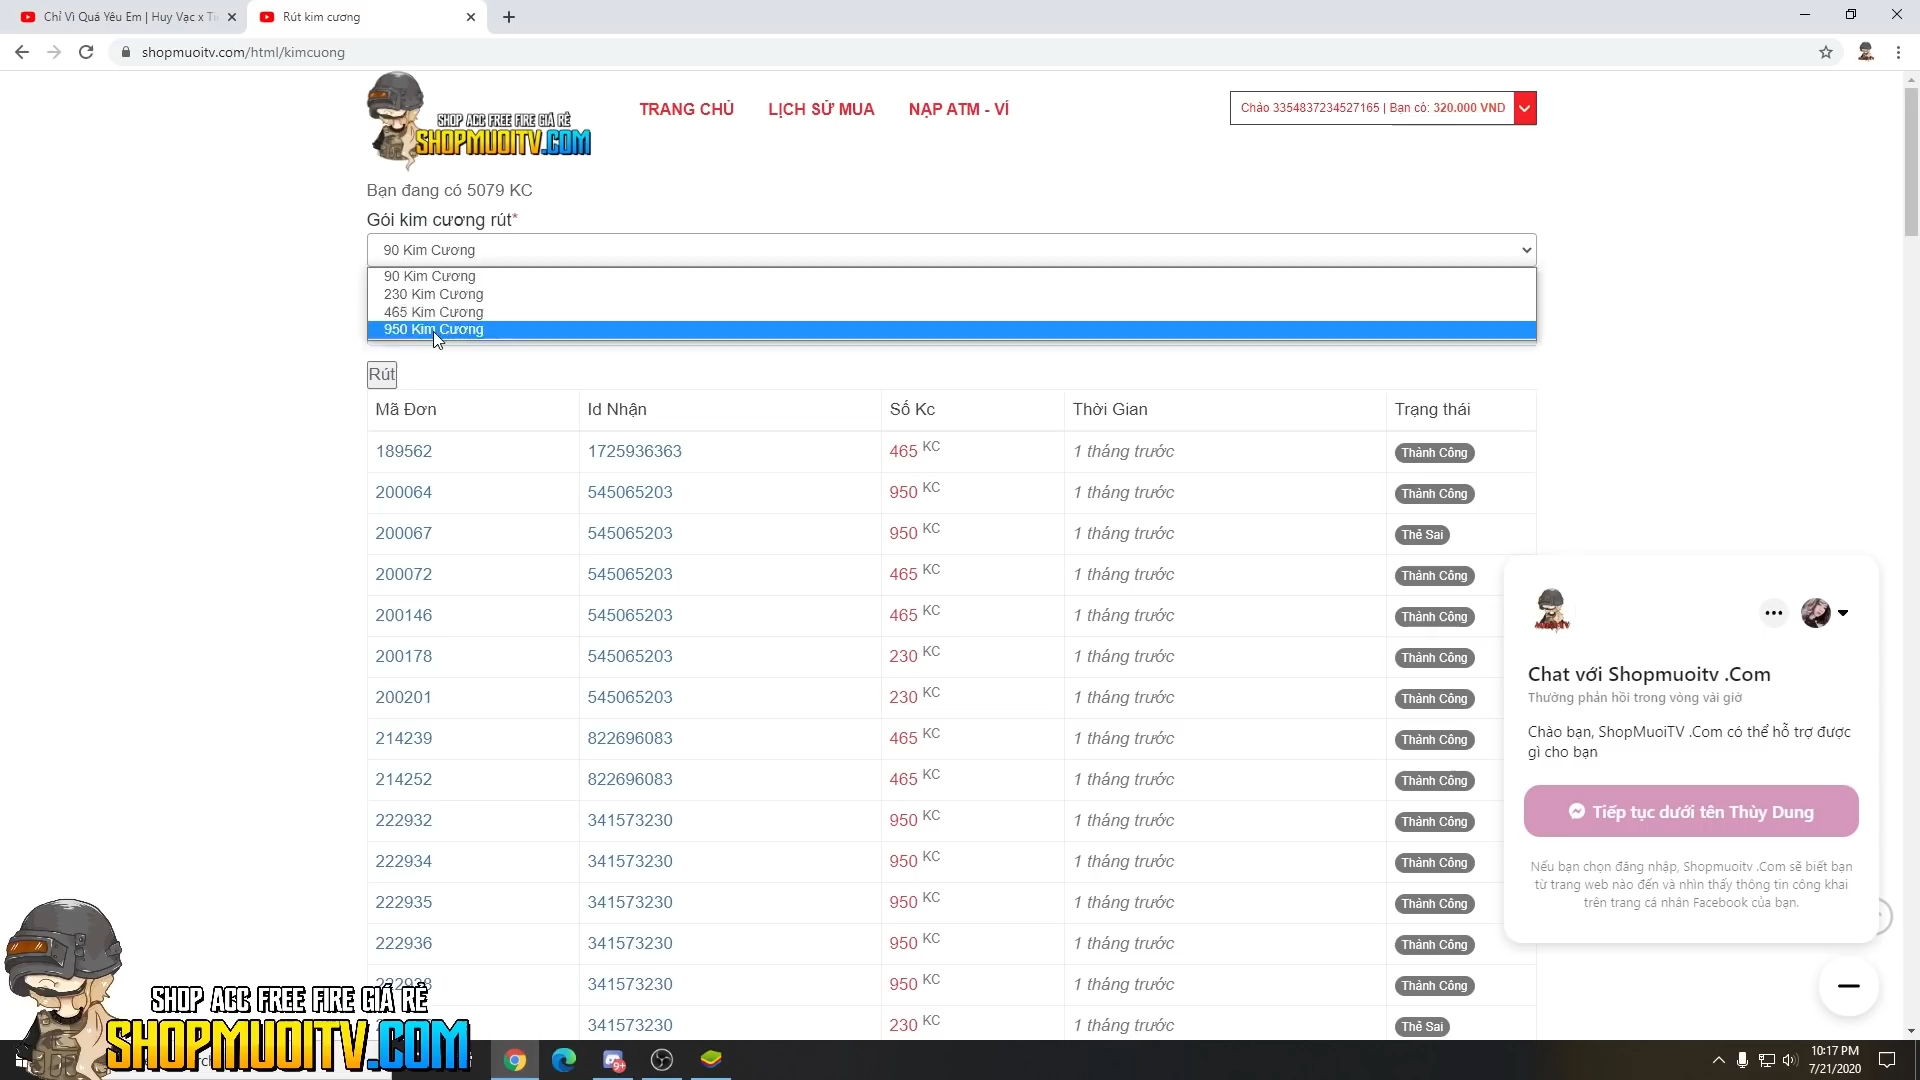 Chỉ Vì Quá Yêu Em | Huy Vạc x Ti
Rút kim cương
shopmuoitv.com/html/kimcuong
SHOP ACC FREE FIRE GIÁ RẺ
SHOPMUOITV.COM
TRANG CHỦ LỊCH SỬ MUA NẠP ATM - VÍ
Chào 3354837234527165 | Bạn có: 320.000 VND
Bạn đang có 5079 KC
Gói kim cương rút*
90 Kim Cương
90 Kim Cương
230 Kim Cương
465 Kim Cương
950 Kim Cương
Rút
Mã Đơn Id Nhận Số Kc Thời Gian Trạng thái
189562 1725936363 465 KC 1 tháng trước Thành Công
200064 545065203 950 KC 1 tháng trước Thành Công
200067 545065203 950 KC 1 tháng trước Thẻ Sai
200072 545065203 465 KC 1 tháng trước Thành Công
200146 545065203 465 KC 1 tháng trước Thành Công
200178 545065203 230 KC 1 tháng trước Thành Công
200201 545065203 230 KC 1 tháng trước Thành Công
214239 822696083 465 KC 1 tháng trước Thành Công
214252 822696083 465 KC 1 tháng trước Thành Công
222932 341573230 950 KC 1 tháng trước Thành Công
222934 341573230 950 KC 1 tháng trước Thành Công
222935 341573230 950 KC 1 tháng trước Thành Công
222936 341573230 950 KC 1 tháng trước Thành Công
222938 341573230 950 KC 1 tháng trước Thành Công
341573230 230 KC 1 tháng trước Thẻ Sai
Chat với Shopmuoitv .Com
Thường phản hồi trong vòng vài giờ
Chào bạn, ShopMuoiTV .Com có thể hỗ trợ được
gì cho bạn
Tiếp tục dưới tên Thùy Dung
Nếu bạn chọn đăng nhập, Shopmuoitv .Com sẽ biết bạn
từ trang web nào đến và nhìn thấy thông tin công khai
trên trang cá nhân Facebook của bạn.
SHOP ACC FREE FIRE GIÁ RẺ
SHOPMUOITV.COM
9+
10:17 PM
7/21/2020